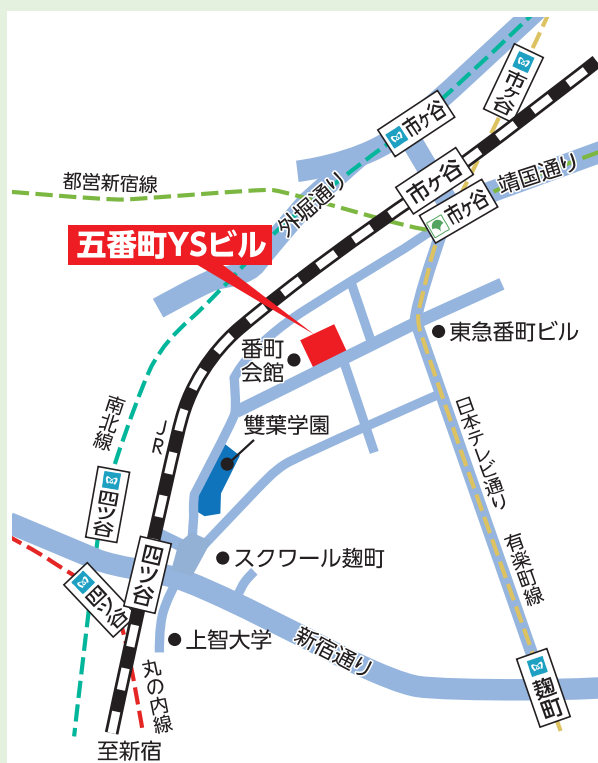 市ヶ谷
市ヶ谷
市ヶ谷
市ヶ谷
靖国通り
都営新宿線
外堀通り
五番町YSビル
東急番町ビル
番町
会館
南北線
JR
雙葉学園
日本テレビ通り
四ツ谷
四ツ谷
四ツ谷
スクワール麹町
有楽町線
上智大学
新宿通り
丸の内線
麹町
至新宿